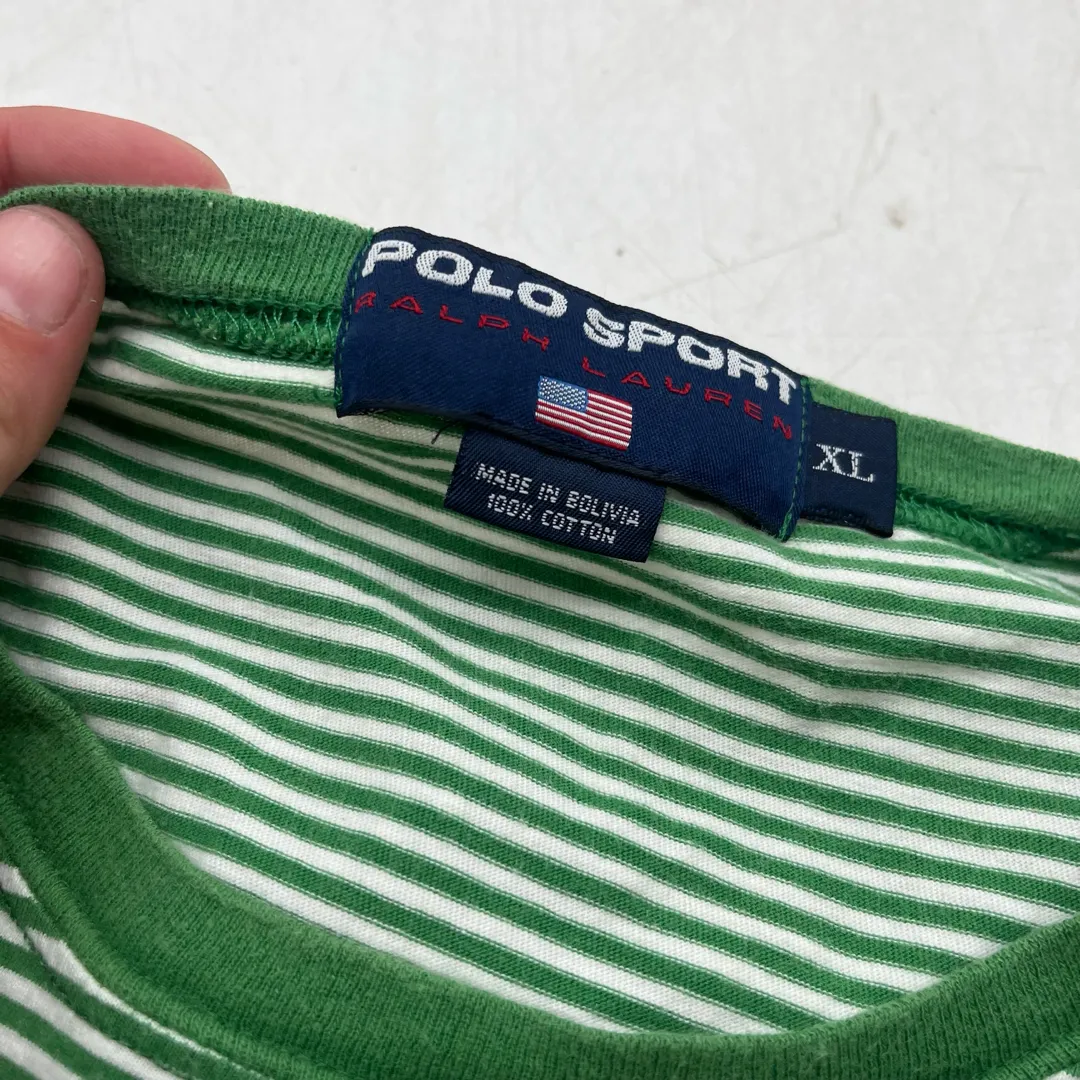 POLO SPORT
RALPH LAUREN
XL
MADE IN BOLIVIA
100% COTTON